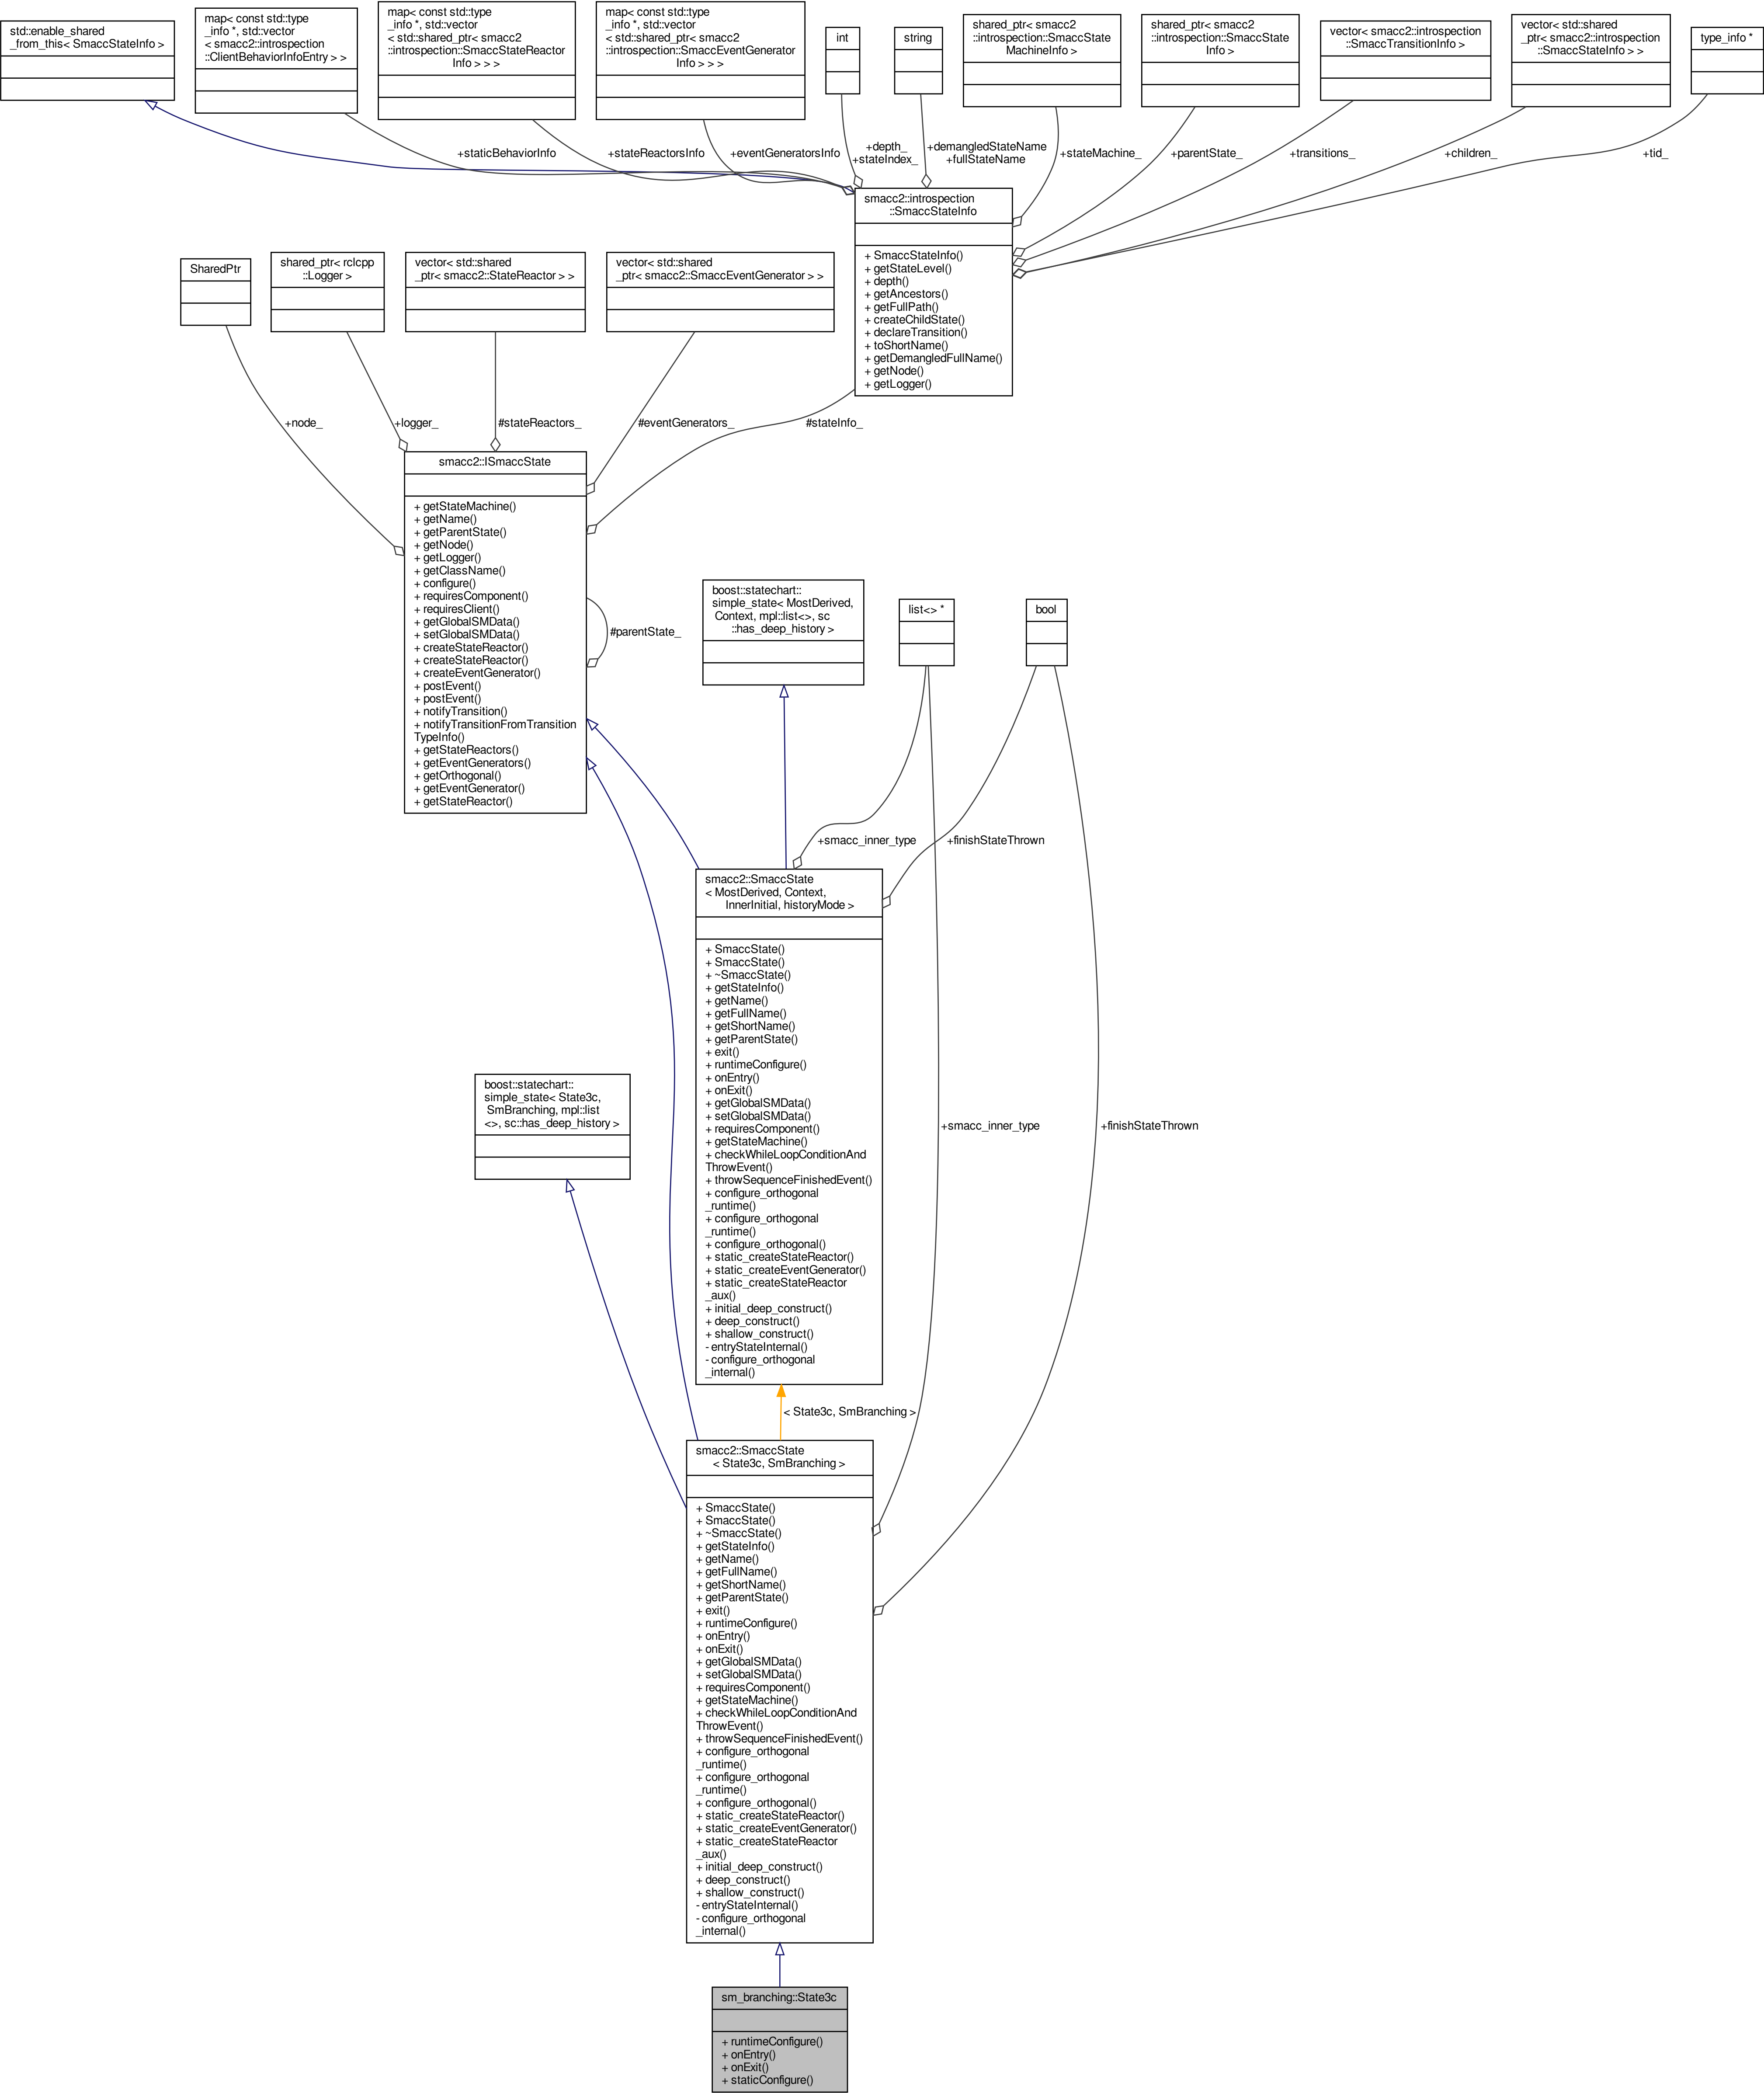 std::enable_shared
_from_this< SmaccStateInfo >
map< const std::type
_info *, std::vector
< smacc2::introspection
::ClientBehaviorInfoEntry > >
map< const std::type
_info *, std::vector
< std::shared_ptr< smacc2
::introspection::SmaccStateReactor
Info > > >
map< const std::type
_info *, std::vector
< std::shared_ptr< smacc2
::introspection::SmaccEventGenerator
Info > > >
int
string
shared_ptr< smacc2
::introspection::SmaccState
MachineInfo >
shared_ptr< smacc2
::introspection::SmaccState
Info >
vector< smacc2::introspection
::SmaccTransitionInfo >
vector< std::shared
_ptr< smacc2::introspection
::SmaccStateInfo > >
type_info *
+staticBehaviorInfo
+stateReactorsInfo
+eventGeneratorsInfo
+depth_
+stateIndex_
+demangledStateName
+fullStateName
+stateMachine_
+parentState_
+transitions_
+children_
+tid_
smacc2::introspection
::SmaccStateInfo
+ SmaccStateInfo()
+ getStateLevel()
+ depth()
+ getAncestors()
+ getFullPath()
+ createChildState()
+ declareTransition()
+ toShortName()
+ getDemangledFullName()
+ getNode()
+ getLogger()
SharedPtr
shared_ptr< rclcpp
::Logger >
vector< std::shared
_ptr< smacc2::StateReactor > >
vector< std::shared
_ptr< smacc2::SmaccEventGenerator > >
+node_
+logger_
#stateReactors_
#eventGenerators_
#stateInfo_
smacc2::ISmaccState
+ getStateMachine()
+ getName()
+ getParentState()
+ getNode()
+ getLogger()
+ getClassName()
+ configure()
+ requiresComponent()
+ requiresClient()
+ getGlobalSMData()
+ setGlobalSMData()
+ createStateReactor()
+ createStateReactor()
+ createEventGenerator()
+ postEvent()
+ postEvent()
+ notifyTransition()
+ notifyTransitionFromTransition
TypeInfo()
+ getStateReactors()
+ getEventGenerators()
+ getOrthogonal()
+ getEventGenerator()
+ getStateReactor()
#parentState_
boost::statechart::
simple_state< MostDerived,
Context, mpl::list<>, sc
::has_deep_history >
list<> *
bool
+smacc_inner_type
+finishStateThrown
smacc2::SmaccState
< MostDerived, Context,
InnerInitial, historyMode >
+ SmaccState()
+ SmaccState()
+ ~SmaccState()
+ getStateInfo()
+ getName()
+ getFullName()
+ getShortName()
+ getParentState()
+ exit()
+ runtimeConfigure()
+ onEntry()
+ onExit()
+ getGlobalSMData()
+ setGlobalSMData()
+ requiresComponent()
+ getStateMachine()
+ checkWhileLoopConditionAnd
ThrowEvent()
+ throwSequenceFinishedEvent()
+ configure_orthogonal
_runtime()
+ configure_orthogonal
_runtime()
+ configure_orthogonal()
+ static_createStateReactor()
+ static_createEventGenerator()
+ static_createStateReactor
_aux()
+ initial_deep_construct()
+ deep_construct()
+ shallow_construct()
- entryStateInternal()
- configure_orthogonal
_internal()
boost::statechart::
simple_state< State3c,
SmBranching, mpl::list
<>, sc::has_deep_history >
+smacc_inner_type
+finishStateThrown
< State3c, SmBranching >
smacc2::SmaccState
< State3c, SmBranching >
+ SmaccState()
+ SmaccState()
+ ~SmaccState()
+ getStateInfo()
+ getName()
+ getFullName()
+ getShortName()
+ getParentState()
+ exit()
+ runtimeConfigure()
+ onEntry()
+ onExit()
+ getGlobalSMData()
+ setGlobalSMData()
+ requiresComponent()
+ getStateMachine()
+ checkWhileLoopConditionAnd
ThrowEvent()
+ throwSequenceFinishedEvent()
+ configure_orthogonal
_runtime()
+ configure_orthogonal
_runtime()
+ configure_orthogonal()
+ static_createStateReactor()
+ static_createEventGenerator()
+ static_createStateReactor
_aux()
+ initial_deep_construct()
+ deep_construct()
+ shallow_construct()
- entryStateInternal()
- configure_orthogonal
_internal()
sm_branching::State3c
+ runtimeConfigure()
+ onEntry()
+ onExit()
+ staticConfigure()